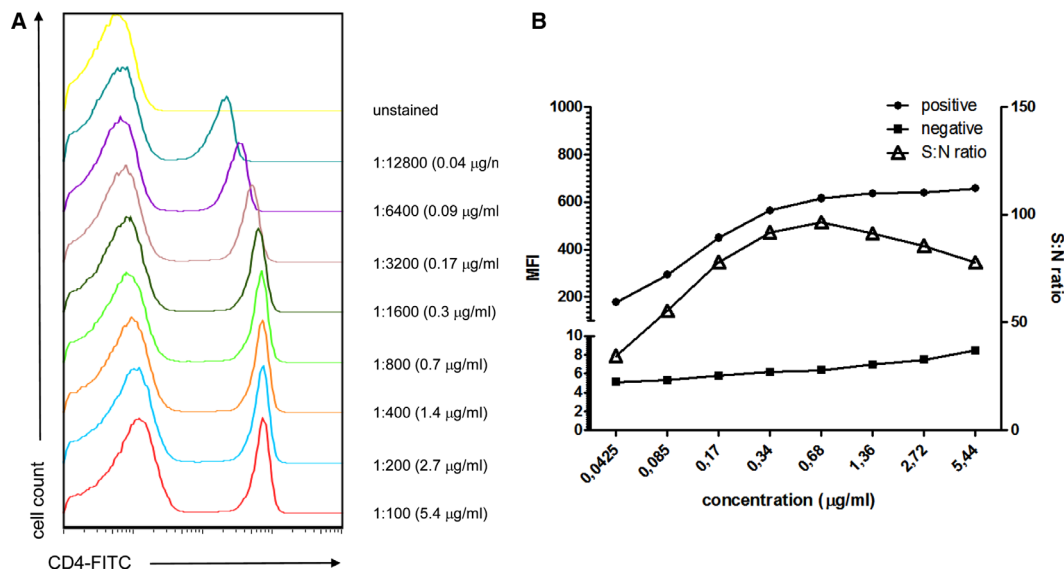 A
cell count
unstained
1:12800 (0.04 µg/n
1:6400 (0.09 µg/ml
1:3200 (0.17 µg/ml
1:1600 (0.3 µg/ml)
1:800 (0.7 µg/ml)
1:400 (1.4 µg/ml)
1:200 (2.7 µg/ml)
1:100 (5.4 µg/ml)
CD4-FITC
B
positive
negative
S:N ratio
MFI
1000
800
600
400
200
10
8
6
4
2
0
150
100
50
0
S:N ratio
0,0425
0,085
0,17
0,34
0,68
1,36
2,72
5,44
concentration (µg/ml)